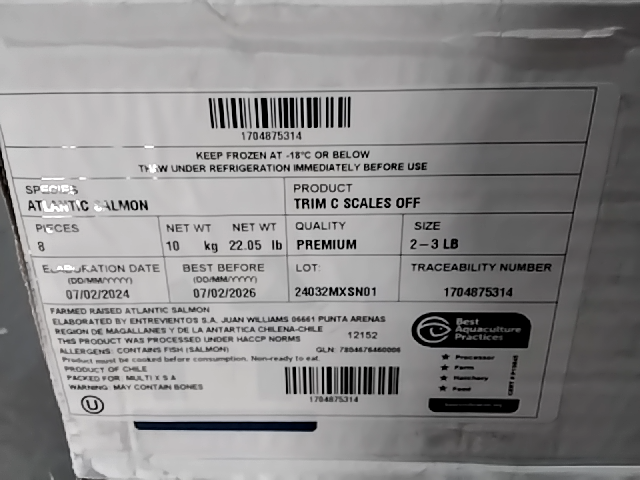 1704875314
KEEP FROZEN AT -18°C OR BELOW
THAW UNDER REFRIGERATION IMMEDIATELY BEFORE USE
SPECIES
ATLANTIC SALMON
PRODUCT
TRIM C SCALES OFF
PIECES
8
NET WT NET WT
10 kg 22.05 lb
QUALITY
PREMIUM
SIZE
2-3 LB
ELABORATION DATE
(DD/MM/YYYY)
07/02/2024
BEST BEFORE
(DD/MM/YYYY)
07/02/2026
LOT:
24032MXSN01
TRACEABILITY NUMBER
1704875314
FARMED RAISED ATLANTIC SALMON
ELABORATED BY ENTREVIENTOS S.A. JUAN WILLIAMS 06661 PUNTA ARENAS
REGION DE MAGALLANES Y DE LA ANTARTICA CHILENA-CHILE
THIS PRODUCT WAS PROCESSED UNDER HACCP NORMS 12152
ALLERGENS: CONTAINS FISH (SALMON) GLN: 7804676460006
Product must be cooked before consumption. Non-ready to eat.
PRODUCT OF CHILE
PACKED FOR: MULTI X S A
WARNING: MAY CONTAIN BONES
U
1704875314
Best
Aquaculture
Practices
Processor
Farm
Hatchery
Feed